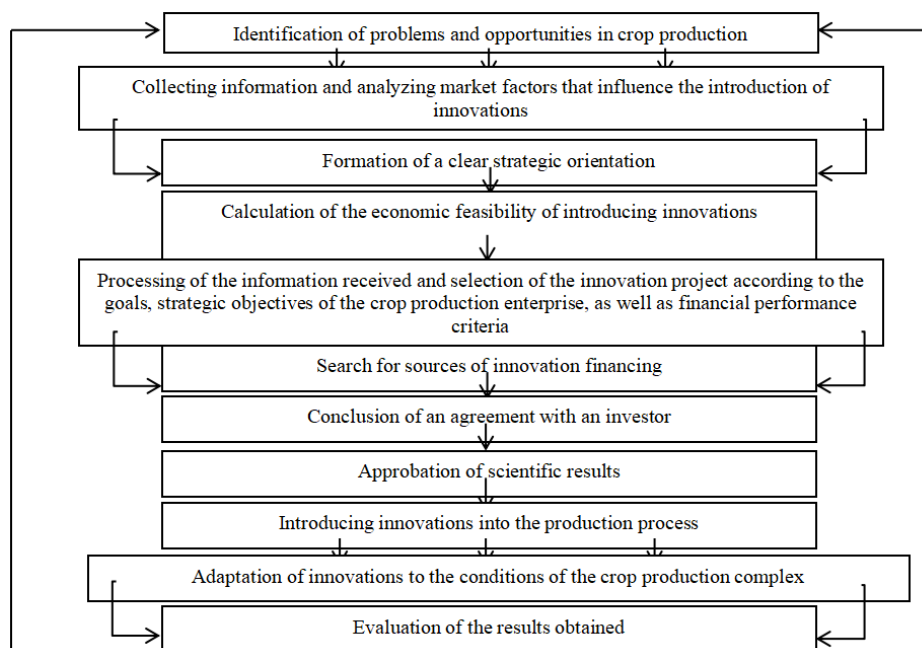 Identification of problems and opportunities in crop production
Collecting information and analyzing market factors that influence the introduction of
innovations
Formation of a clear strategic orientation
Calculation of the economic feasibility of introducing innovations
Processing of the information received and selection of the innovation project according to the
goals, strategic objectives of the crop production enterprise, as well as financial performance
criteria
Search for sources of innovation financing
Conclusion of an agreement with an investor
Approbation of scientific results
Introducing innovations into the production process
Adaptation of innovations to the conditions of the crop production complex
Evaluation of the results obtained